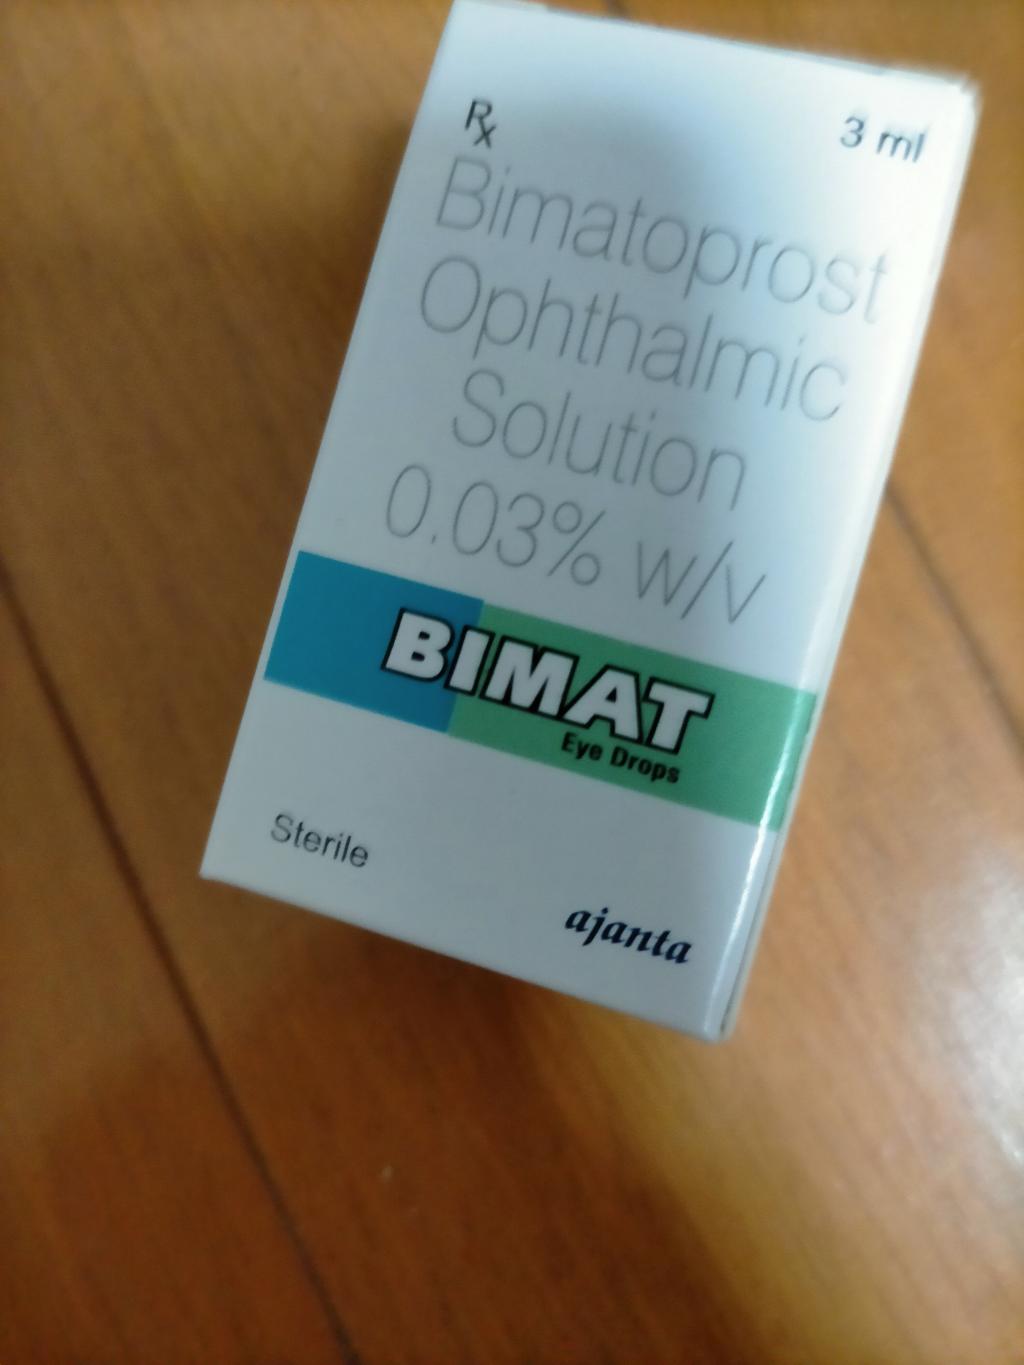 Rx
3 ml
Bimatoprost
Ophthalmic
Solution
0.03% w/v
BIMAT
Eye Drops
Sterile
ajanta